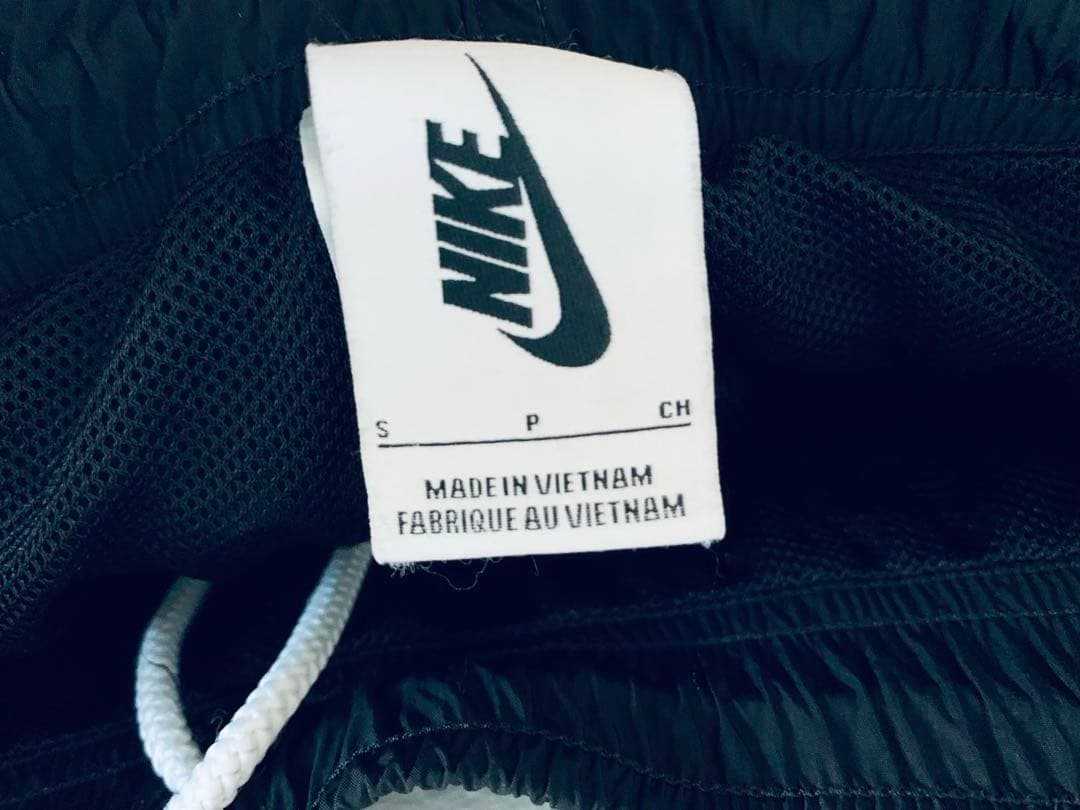 NIKE
S P CH
MADE IN VIETNAM
FABRIQUE AU VIETNAM